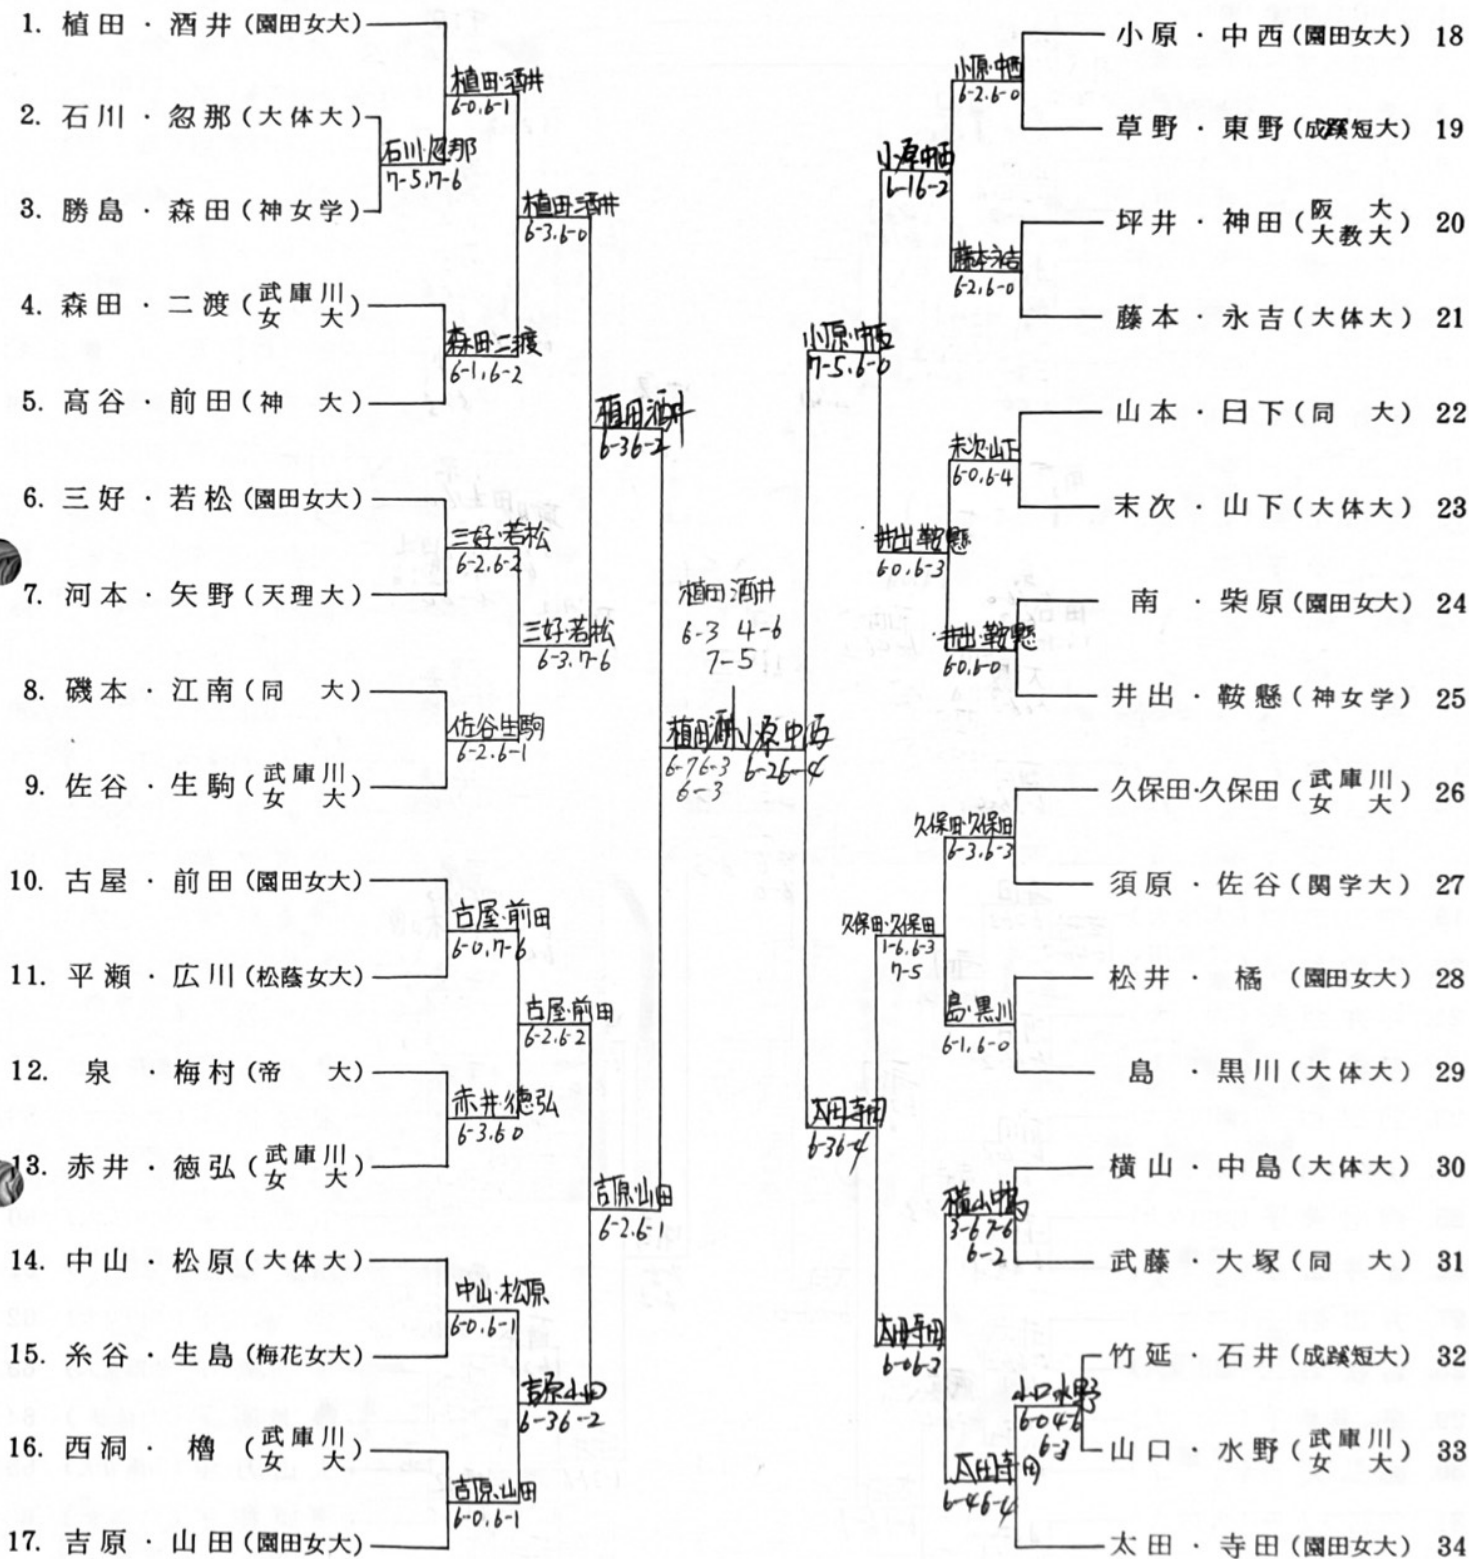 1. 植田・酒井(園田女大)
2. 石川・忽那(大体大)
3. 勝島・森田(神女学)
4. 森田・二渡(武庫川女大)
5. 高谷・前田(神 大)
6. 三好・若松(園田女大)
7. 河本・矢野(天理大)
8. 磯本・江南(同 大)
9. 佐谷・生駒(武庫川女大)
10. 古屋・前田(園田女大)
11. 平瀬・広川(松蔭女大)
12. 泉・梅村(帝 大)
13. 赤井・徳弘(武庫川女大)
14. 中山・松原(大体大)
15. 糸谷・生島(梅花女大)
16. 西洞・櫓(武庫川女大)
17. 吉原・山田(園田女大)
石川・忽那
7-5,7-6
植田・酒井
6-0,6-1
森田・二渡
6-1,6-2
三好・若松
6-2,6-2
佐谷生駒
6-2,6-1
古屋・前田
6-0,7-6
赤井・徳弘
6-3,6-0
中山・松原
6-0,6-1
吉原・山田
6-0,6-1
植田酒井
6-3,6-0
三好若松
6-3,7-6
古屋・前田
6-2,6-2
吉原山田
6-3 6-2
植田酒井
6-3 6-2
吉原・山田
6-2,6-1
植田酒井
6-7 6-3
6-3
植田酒井
6-3 4-6
7-5
小原中西
6-2 6-4
小原・中西
7-5,6-0
太田寺田
6-3 6-4
小原中西
6-1 6-2
井出鞍懸
6-0,6-3
久保田・久保田
1-6,6-3
7-5
太田寺田
小原・中西
6-2,6-0
藤本永吉
6-2,6-0
末次・山下
6-0,6-4
井出・鞍懸
6-0,6-0
久保田・久保田
6-3,6-3
島・黒川
6-1,6-0
横山中島
3-6 7-6
6-2
太田寺田
6-4 6-4
水野
6-0 4-6
6-3
小原・中西(園田女大) 18
草野・東野(成蹊短大) 19
坪井・神田(阪 大 大教大) 20
藤本・永吉(大体大) 21
山本・日下(同 大) 22
末次・山下(大体大) 23
南・柴原(園田女大) 24
井出・鞍懸(神女学) 25
久保田・久保田(武庫川女大) 26
須原・佐谷(関学大) 27
松井・橘(園田女大) 28
島・黒川(大体大) 29
横山・中島(大体大) 30
武藤・大塚(同 大) 31
竹延・石井(成蹊短大) 32
山口・水野(武庫川女大) 33
太田・寺田(園田女大) 34